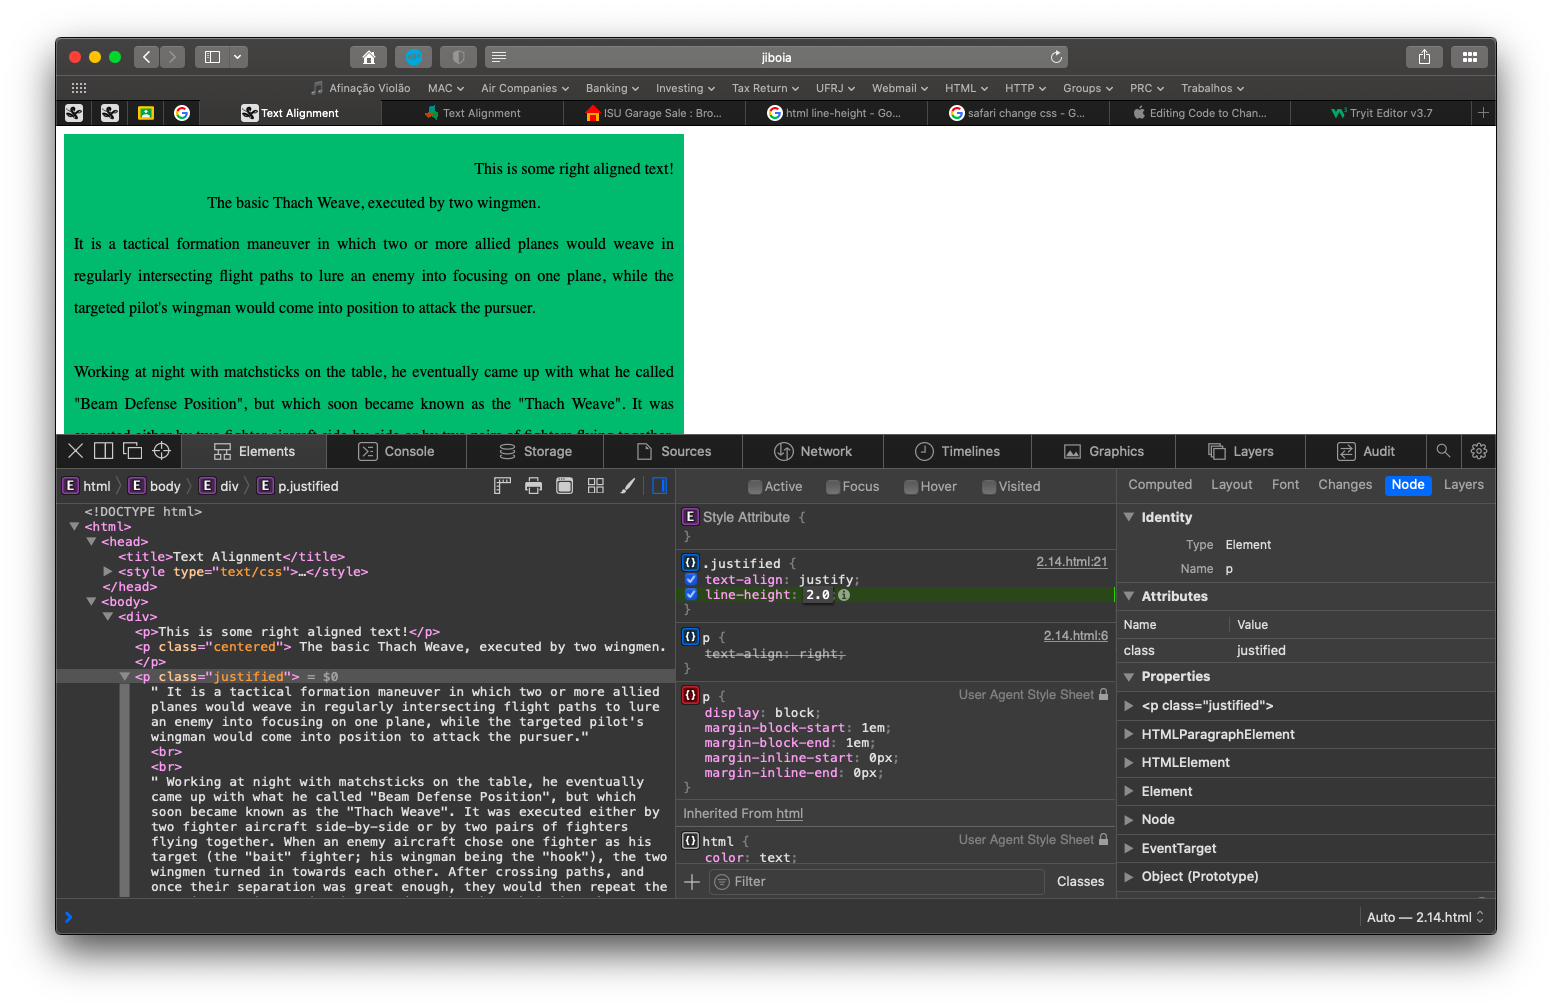 jiboia
Afinação Violão MAC Air Companies Banking Investing Tax Return UFRJ Webmail HTML HTTP Groups PRC Trabalhos
Text Alignment Text Alignment ISU Garage Sale : Bro... html line-height - Go... safari change css - G... Editing Code to Chan... Tryit Editor v3.7
This is some right aligned text!
The basic Thach Weave, executed by two wingmen.
It is a tactical formation maneuver in which two or more allied planes would weave in
regularly intersecting flight paths to lure an enemy into focusing on one plane, while the
targeted pilot's wingman would come into position to attack the pursuer.
Working at night with matchsticks on the table, he eventually came up with what he called
"Beam Defense Position", but which soon became known as the "Thach Weave". It was
executed either by two fighter aircraft side-by-side or by two pairs of fighters flying together.
Elements Console Storage Sources Network Timelines Graphics Layers Audit
E html E body E div E p.justified
<!DOCTYPE html>
<html>
<head>
<title>Text Alignment</title>
<style type="text/css">…</style>
</head>
<body>
<div>
<p>This is some right aligned text!</p>
<p class="centered"> The basic Thach Weave, executed by two wingmen.
</p>
<p class="justified"> = $0
" It is a tactical formation maneuver in which two or more allied
planes would weave in regularly intersecting flight paths to lure
an enemy into focusing on one plane, while the targeted pilot's
wingman would come into position to attack the pursuer."
<br>
<br>
" Working at night with matchsticks on the table, he eventually
came up with what he called "Beam Defense Position", but which
soon became known as the "Thach Weave". It was executed either by
two fighter aircraft side-by-side or by two pairs of fighters
flying together. When an enemy aircraft chose one fighter as his
target (the "bait" fighter; his wingman being the "hook"), the two
wingmen turned in towards each other. After crossing paths, and
once their separation was great enough, they would then repeat the
Active Focus Hover Visited
E Style Attribute {
}
{} .justified { 2.14.html:21
text-align: justify;
line-height: 2.0
}
{} p { 2.14.html:6
text-align: right;
}
{} p { User Agent Style Sheet
display: block;
margin-block-start: 1em;
margin-block-end: 1em;
margin-inline-start: 0px;
margin-inline-end: 0px;
}
Inherited From html
{} html { User Agent Style Sheet
color: text;
Filter Classes
Computed Layout Font Changes Node Layers
Identity
Type Element
Name p
Attributes
Name Value
class justified
Properties
<p class="justified">
HTMLParagraphElement
HTMLElement
Element
Node
EventTarget
Object (Prototype)
Auto — 2.14.html